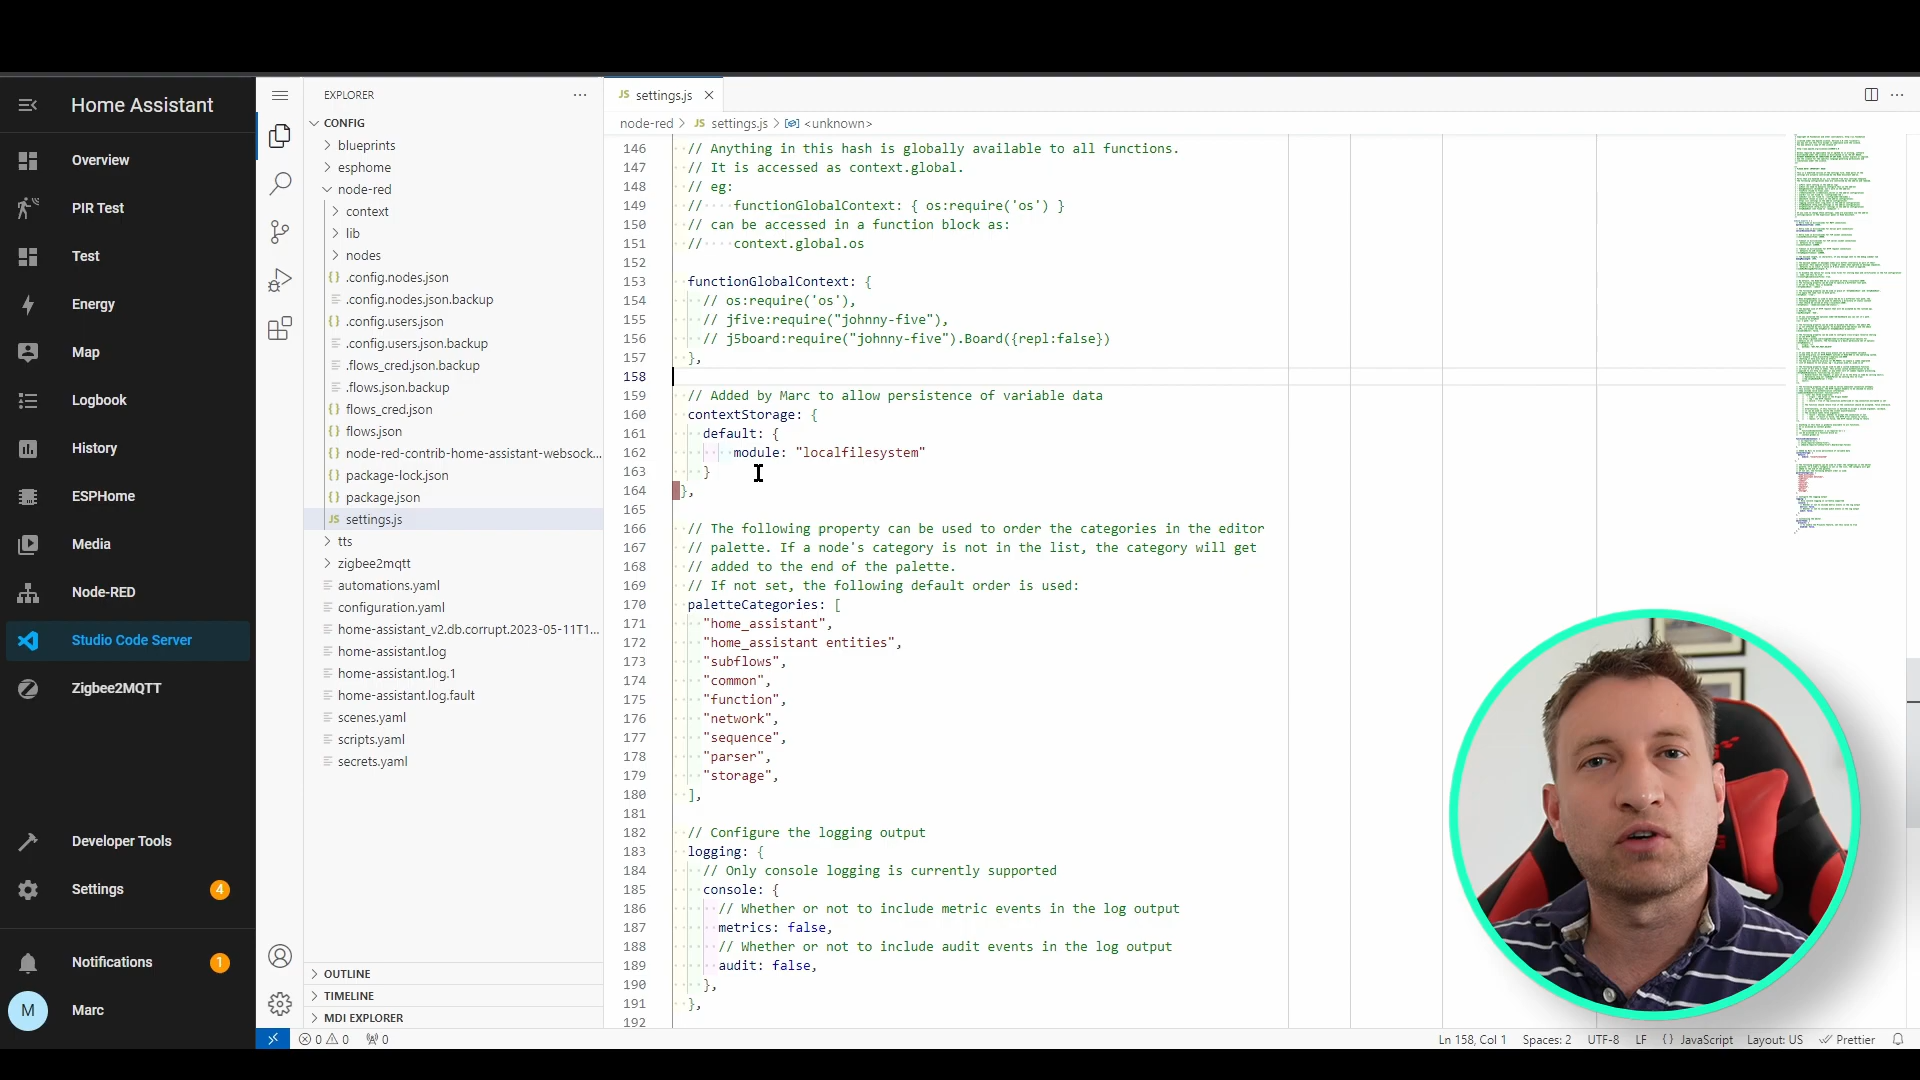 Home Assistant
Overview
PIR Test
Test
Energy
Map
Logbook
History
ESPHome
Media
Node-RED
Studio Code Server
Zigbee2MQTT
Developer Tools
Settings
4
Notifications
1
M
Marc
EXPLORER
CONFIG
blueprints
esphome
node-red
context
lib
nodes
{} .config.nodes.json
.config.nodes.json.backup
{} .config.users.json
.config.users.json.backup
.flows_cred.json.backup
.flows.json.backup
{} flows_cred.json
{} flows.json
{} node-red-contrib-home-assistant-websock...
{} package-lock.json
{} package.json
JS settings.js
tts
zigbee2mqtt
automations.yaml
configuration.yaml
home-assistant_v2.db.corrupt.2023-05-11T1...
home-assistant.log
home-assistant.log.1
home-assistant.log.fault
scenes.yaml
scripts.yaml
secrets.yaml
OUTLINE
TIMELINE
MDI EXPLORER
JS settings.js
node-red > JS settings.js > <unknown>
146 // Anything in this hash is globally available to all functions.
147 // It is accessed as context.global.
148 // eg:
149 //    functionGlobalContext: { os:require('os') }
150 // can be accessed in a function block as:
151 //    context.global.os
152
153 functionGlobalContext: {
154   // os:require('os'),
155   // jfive:require("johnny-five"),
156   // j5board:require("johnny-five").Board({repl:false})
157 },
158
159 // Added by Marc to allow persistence of variable data
160 contextStorage: {
161   default: {
162       module: "localfilesystem"
163   }
164 },
165
166 // The following property can be used to order the categories in the editor
167 // palette. If a node's category is not in the list, the category will get
168 // added to the end of the palette.
169 // If not set, the following default order is used:
170 paletteCategories: [
171   "home_assistant",
172   "home_assistant entities",
173   "subflows",
174   "common",
175   "function",
176   "network",
177   "sequence",
178   "parser",
179   "storage",
180 ],
181
182 // Configure the logging output
183 logging: {
184   // Only console logging is currently supported
185   console: {
186     // Whether or not to include metric events in the log output
187     metrics: false,
188     // Whether or not to include audit events in the log output
189     audit: false,
190   },
191 },
192
0 0 0
Ln 158, Col 1 Spaces: 2 UTF-8 LF {} JavaScript Layout: US Prettier